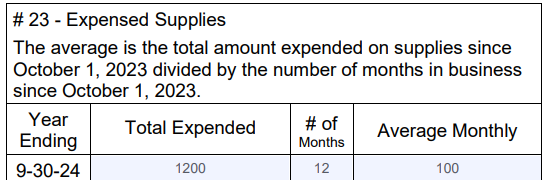 # 23 - Expensed Supplies
The average is the total amount expended on supplies since
October 1, 2023 divided by the number of months in business
since October 1, 2023.
Year Ending Total Expended # of Months Average Monthly
9-30-24 1200 12 100